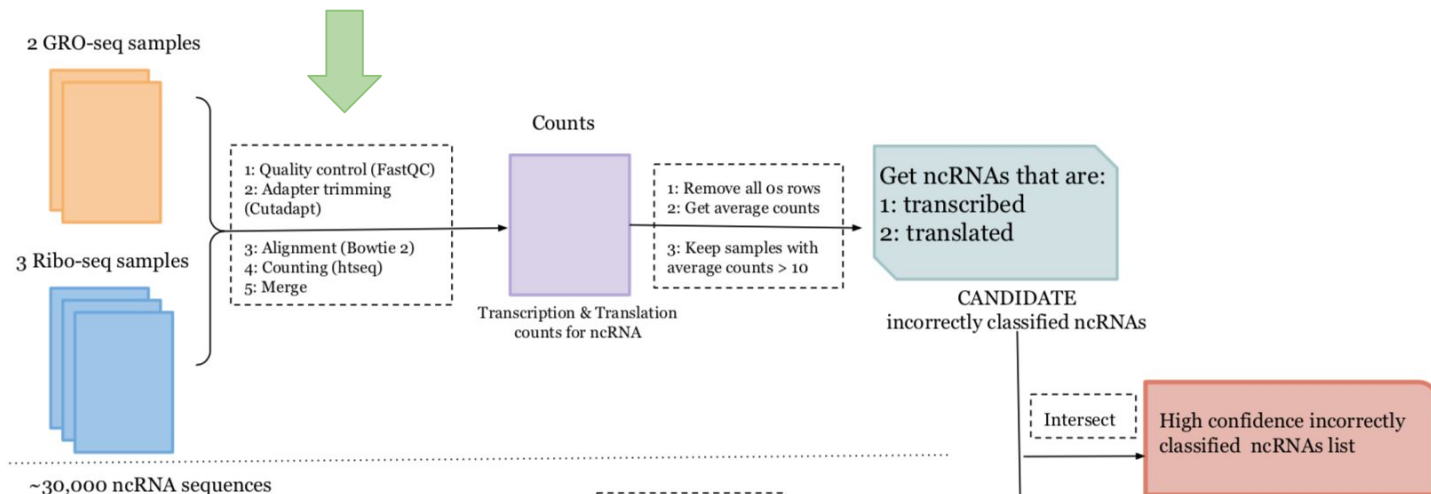 2 GRO-seq samples
3 Ribo-seq samples
1: Quality control (FastQC)
2: Adapter trimming
(Cutadapt)
3: Alignment (Bowtie 2)
4: Counting (htseq)
5: Merge
Counts
Transcription & Translation
counts for ncRNA
1: Remove all 0s rows
2: Get average counts
3: Keep samples with
average counts > 10
Get ncRNAs that are:
1: transcribed
2: translated
CANDIDATE
incorrectly classified ncRNAs
Intersect
High confidence incorrectly
classified ncRNAs list
~30,000 ncRNA sequences